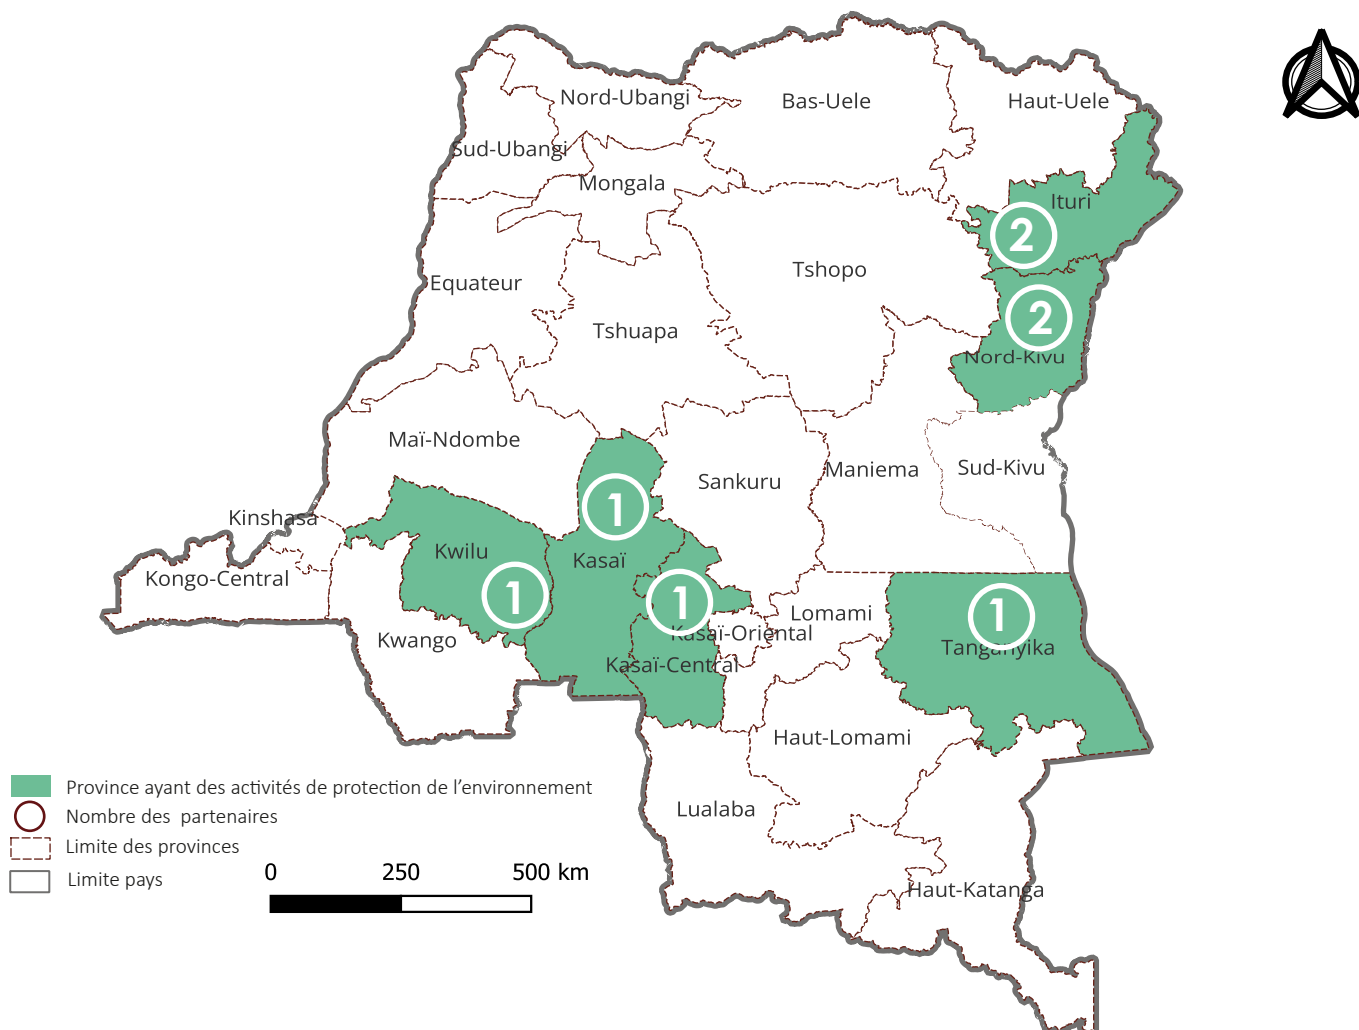 Nord-Ubangi
Bas-Uele
Haut-Uele
Sud-Ubangi
Mongala
Ituri
2
Equateur
Tshopo
2
Tshuapa
Nord-Kivu
Maï-Ndombe
Sankuru
Maniema
Sud-Kivu
1
Kinshasa
Kwilu
Kasaï
Kongo-Central
1
1
1
Lomami
Kwango
Kasaï-Oriental
Tanganyika
Kasaï-Central
Haut-Lomami
Lualaba
Haut-Katanga
Province ayant des activités de protection de l’environnement
Nombre des partenaires
Limite des provinces
Limite pays
0 250 500 km